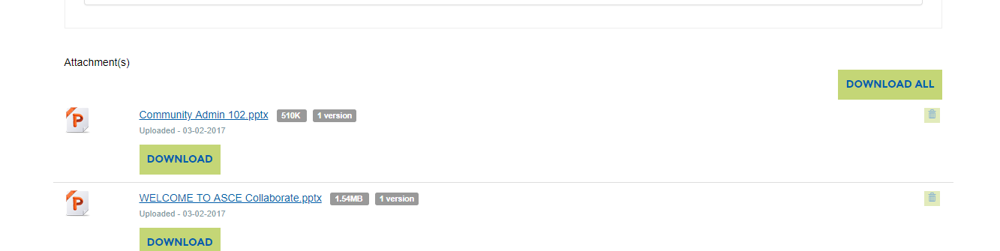 Attachment(s)
DOWNLOAD ALL
P
Community Admin 102.pptx 510K 1 version
Uploaded - 03-02-2017
DOWNLOAD
P
WELCOME TO ASCE Collaborate.pptx 1.54MB 1 version
Uploaded - 03-02-2017
DOWNLOAD